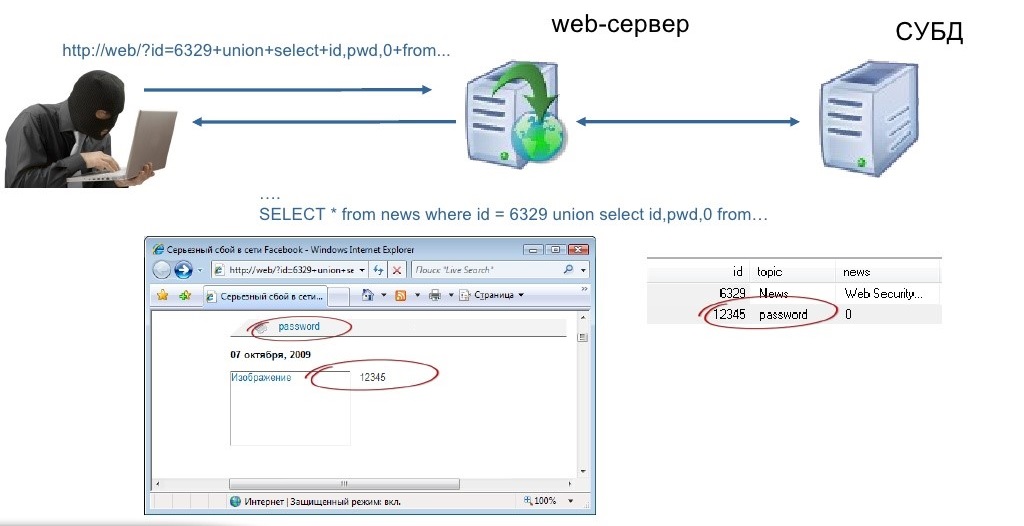 web-сервер
СУБД
http://web/?id=6329+union+select+id,pwd,0+from...
....
SELECT * from news where id = 6329 union select id,pwd,0 from…
Серьезный сбой в сети Facebook - Windows Internet Explorer
http://web/?id=6329+union+se
Поиск "Live Search"
Серьезный сбой в сети...
Страница
password
07 октября, 2009
Изображение
12345
Интернет | Защищенный режим: вкл.
100%
id topic news
6329 News Web Security...
12345 password 0